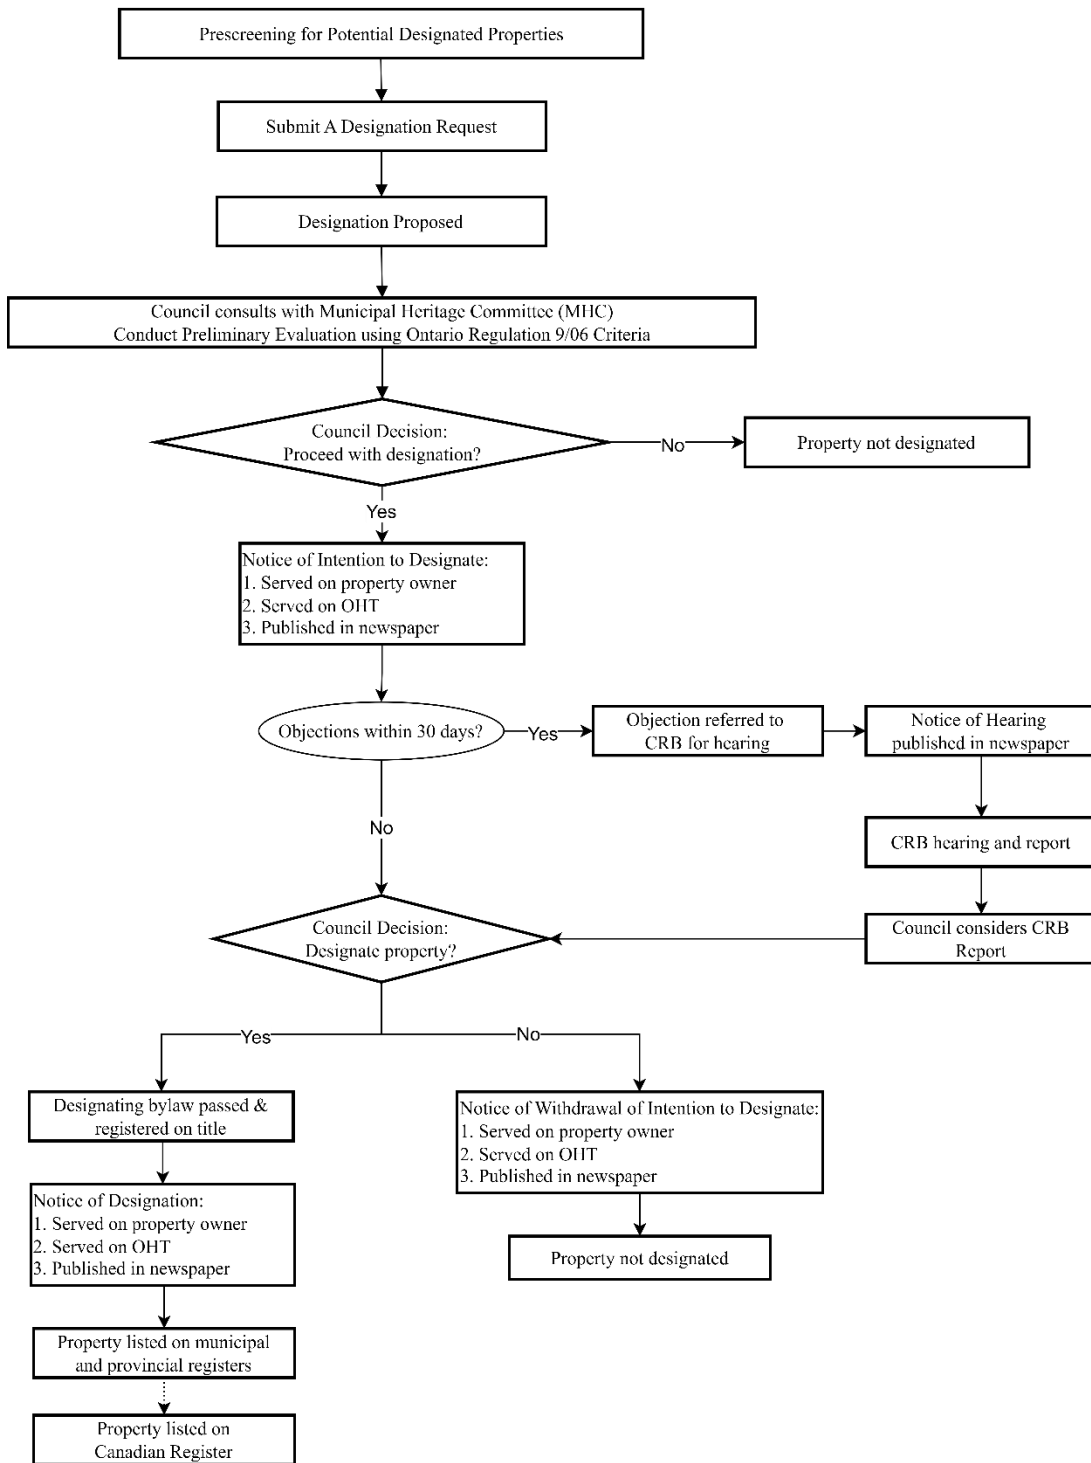 Prescreening for Potential Designated Properties
Submit A Designation Request
Designation Proposed
Council consults with Municipal Heritage Committee (MHC)
Conduct Preliminary Evaluation using Ontario Regulation 9/06 Criteria
Council Decision:
Proceed with designation?
No
Property not designated
Yes
Notice of Intention to Designate:
1. Served on property owner
2. Served on OHT
3. Published in newspaper
Objections within 30 days?
Yes
Objection referred to
CRB for hearing
Notice of Hearing
published in newspaper
No
CRB hearing and report
Council considers CRB
Report
Council Decision:
Designate property?
Yes
No
Designating bylaw passed &
registered on title
Notice of Designation:
1. Served on property owner
2. Served on OHT
3. Published in newspaper
Property listed on municipal
and provincial registers
Property listed on
Canadian Register
Notice of Withdrawal of Intention to Designate:
1. Served on property owner
2. Served on OHT
3. Published in newspaper
Property not designated